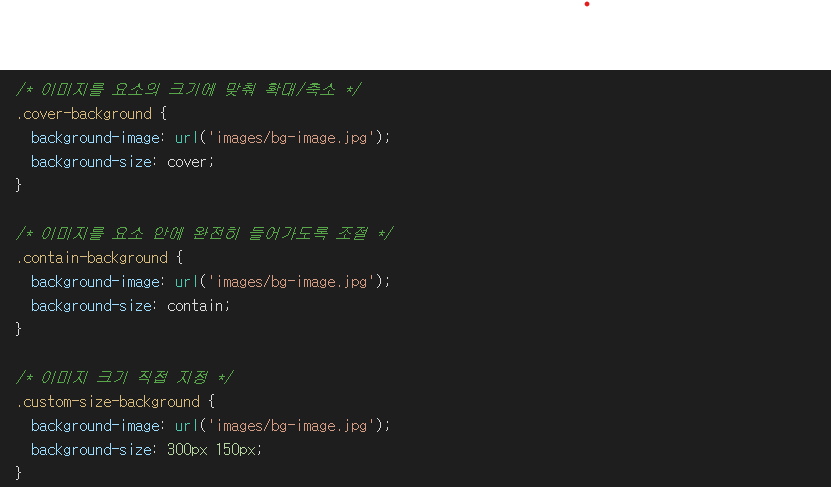 /* 이미지를 요소의 크기에 맞춰 확대/축소 */
.cover-background {
  background-image: url('images/bg-image.jpg');
  background-size: cover;
}
/* 이미지를 요소 안에 완전히 들어가도록 조절 */
.contain-background {
  background-image: url('images/bg-image.jpg');
  background-size: contain;
}
/* 이미지 크기 직접 지정 */
.custom-size-background {
  background-image: url('images/bg-image.jpg');
  background-size: 300px 150px;
}